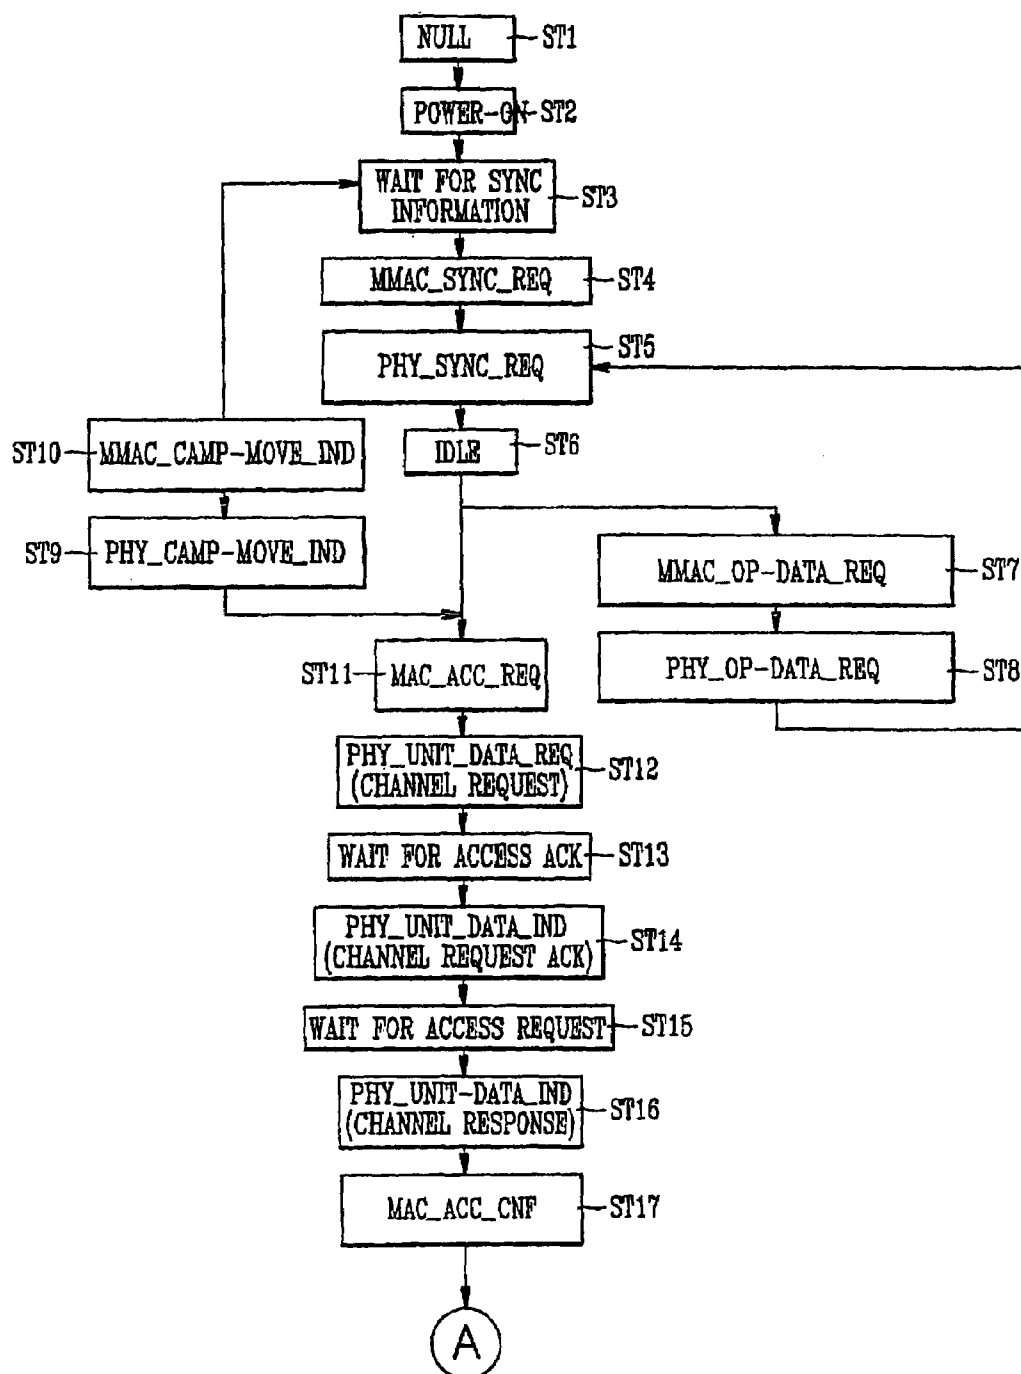 NULL ST1
POWER-ON ST2
WAIT FOR SYNC
INFORMATION ST3
MMAC_SYNC_REQ ST4
PHY_SYNC_REQ ST5
IDLE ST6
ST10 MMAC_CAMP-MOVE_IND
ST9 PHY_CAMP-MOVE_IND
MMAC_OP-DATA_REQ ST7
PHY_OP-DATA_REQ ST8
ST11 MAC_ACC_REQ
PHY_UNIT_DATA_REQ
(CHANNEL REQUEST) ST12
WAIT FOR ACCESS ACK ST13
PHY_UNIT_DATA_IND
(CHANNEL REQUEST ACK) ST14
WAIT FOR ACCESS REQUEST ST15
PHY_UNIT-DATA_IND
(CHANNEL RESPONSE) ST16
MAC_ACC_CNF ST17
A